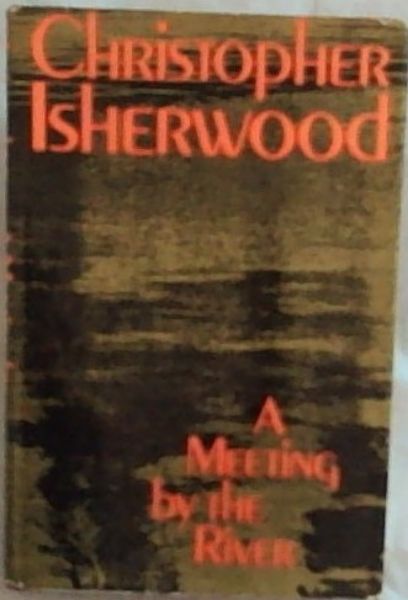 Christopher
Isherwood
A
Meeting
by the
River